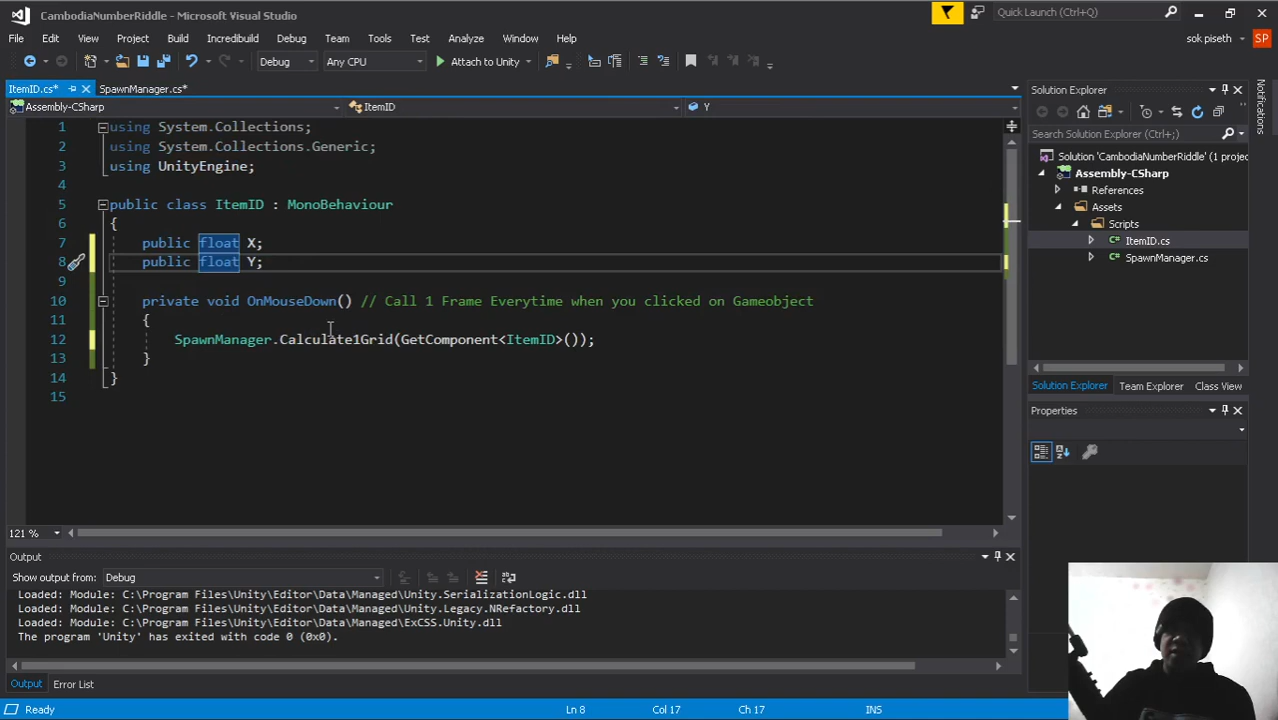 CambodiaNumberRiddle - Microsoft Visual Studio
Quick Launch (Ctrl+Q)
File Edit View Project Build Incredibuild Debug Team Tools Test Analyze Window Help
sok piseth SP
Debug Any CPU Attach to Unity
ItemID.cs* SpawnManager.cs*
Assembly-CSharp ItemID Y
1 using System.Collections;
2 using System.Collections.Generic;
3 using UnityEngine;
4
5 public class ItemID : MonoBehaviour
6 {
7 public float X;
8 public float Y;
9
10 private void OnMouseDown() // Call 1 Frame Everytime when you clicked on Gameobject
11 {
12 SpawnManager.Calculate1Grid(GetComponent<ItemID>());
13 }
14 }
15
121 %
Output
Show output from: Debug
Loaded: Module: C:\Program Files\Unity\Editor\Data\Managed\Unity.SerializationLogic.dll
Loaded: Module: C:\Program Files\Unity\Editor\Data\Managed\Unity.Legacy.NRefactory.dll
Loaded: Module: C:\Program Files\Unity\Editor\Data\Managed\ExCSS.Unity.dll
The program 'Unity' has exited with code 0 (0x0).
Output Error List
Solution Explorer
Search Solution Explorer (Ctrl+;)
Solution 'CambodiaNumberRiddle' (1 projec
Assembly-CSharp
References
Assets
Scripts
ItemID.cs
SpawnManager.cs
Solution Explorer Team Explorer Class View
Properties
Notifications
Ready Ln 8 Col 17 Ch 17 INS